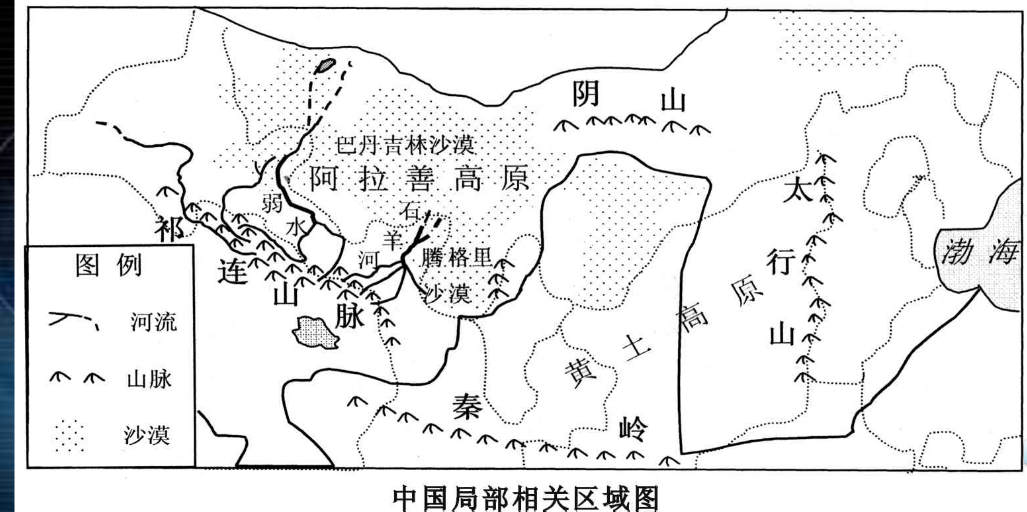 阴山
巴丹吉林沙漠
阿拉善高原
太行山
弱水
石羊河
祁连山脉
腾格里
沙漠
渤海
黄土高原
秦岭
图例
河流
山脉
沙漠
中国局部相关区域图